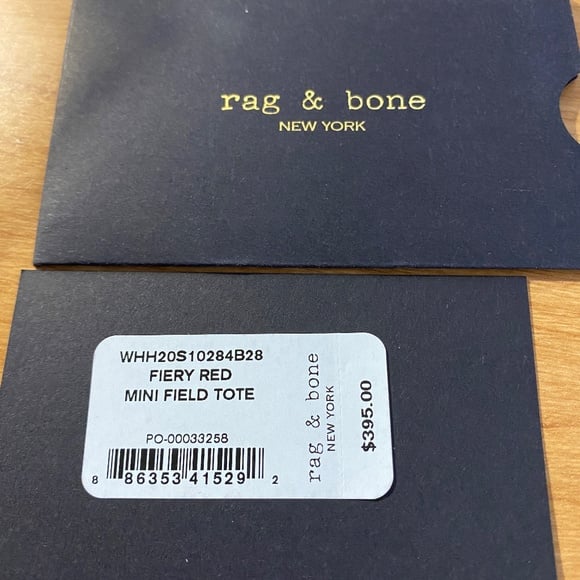 rag & bone
NEW YORK
WHH20S10284B28
FIERY RED
MINI FIELD TOTE
PO-00033258
8 86353 41529 2
rag & bone
NEW YORK
$395.00